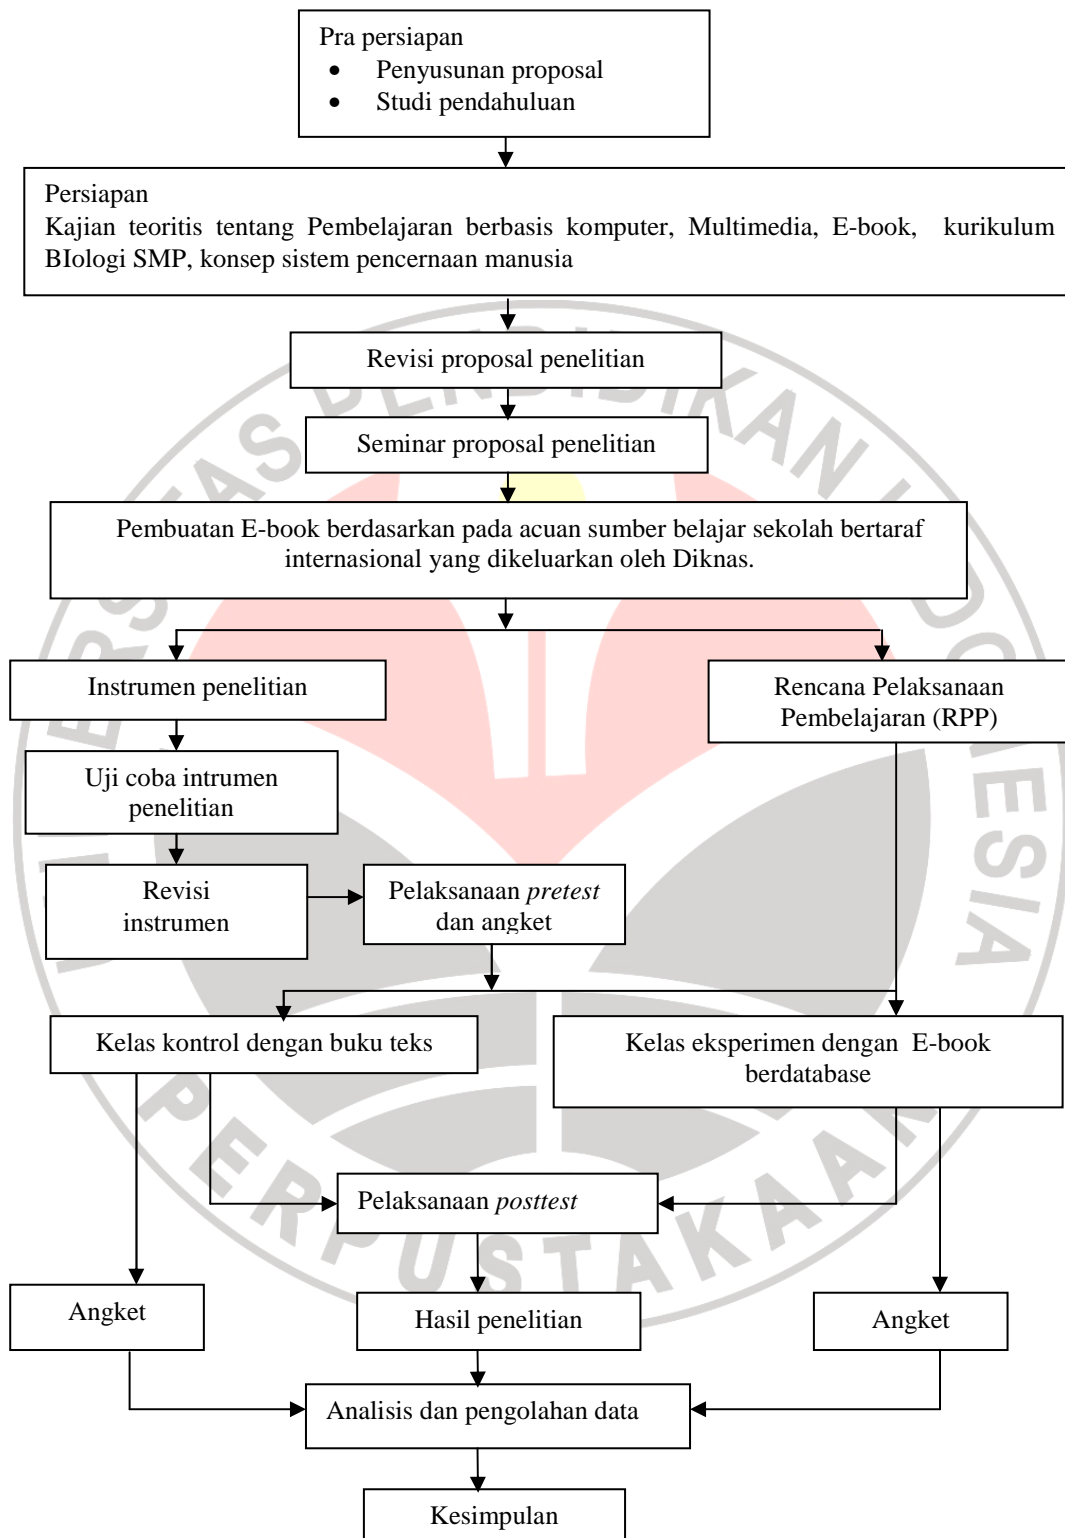 Pra persiapan
• Penyusunan proposal
• Studi pendahuluan
Persiapan
Kajian teoritis tentang Pembelajaran berbasis komputer, Multimedia, E-book, kurikulum
BIologi SMP, konsep sistem pencernaan manusia
Revisi proposal penelitian
Seminar proposal penelitian
Pembuatan E-book berdasarkan pada acuan sumber belajar sekolah bertaraf
internasional yang dikeluarkan oleh Diknas.
Instrumen penelitian
Rencana Pelaksanaan
Pembelajaran (RPP)
Uji coba intrumen
penelitian
Revisi
instrumen
Pelaksanaan pretest
dan angket
Kelas kontrol dengan buku teks
Kelas eksperimen dengan E-book
berdatabase
Pelaksanaan posttest
Angket
Hasil penelitian
Angket
Analisis dan pengolahan data
Kesimpulan
PENDIDIKAN
PERPUSTAKAAN